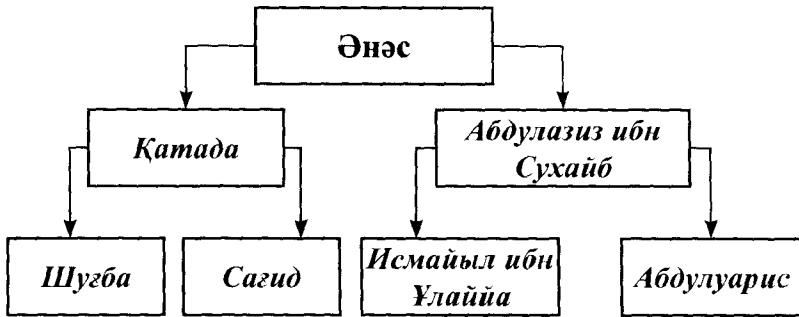 Әнәс
Қатада
Абдулазиз ибн
Сухайб
Шуғба
Сағид
Исмайыл ибн
Ұлаййа
Абдулуарис